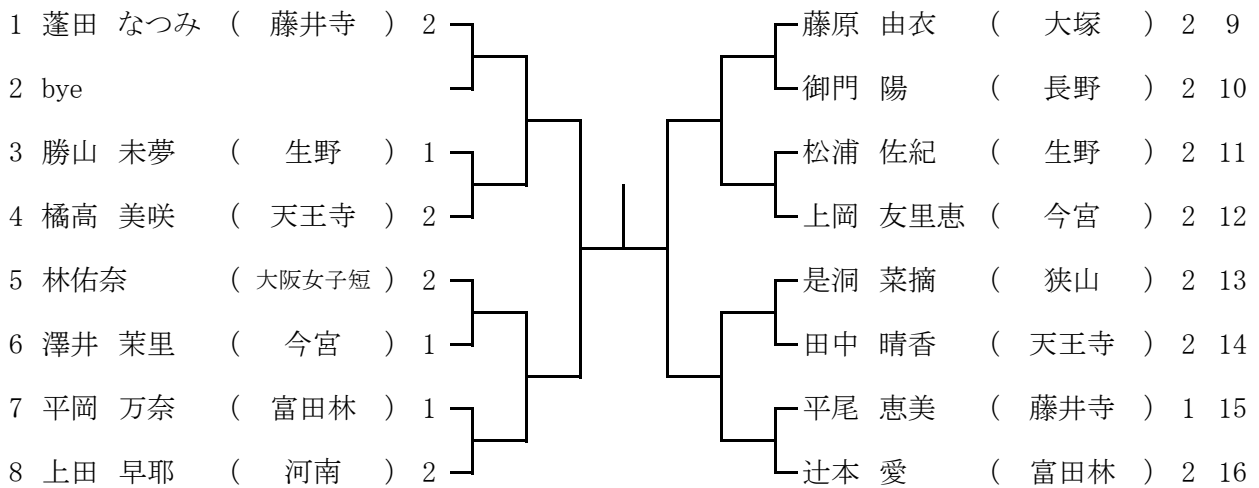 1 蓬田 なつみ ( 藤井寺 ) 2
2 bye
3 勝山 未夢 ( 生野 ) 1
4 橘高 美咲 ( 天王寺 ) 2
5 林佑奈 ( 大阪女子短 ) 2
6 澤井 茉里 ( 今宮 ) 1
7 平岡 万奈 ( 富田林 ) 1
8 上田 早耶 ( 河南 ) 2
藤原 由衣 ( 大塚 ) 2 9
御門 陽 ( 長野 ) 2 10
松浦 佐紀 ( 生野 ) 2 11
上岡 友里恵 ( 今宮 ) 2 12
是洞 菜摘 ( 狭山 ) 2 13
田中 晴香 ( 天王寺 ) 2 14
平尾 恵美 ( 藤井寺 ) 1 15
辻本 愛 ( 富田林 ) 2 16